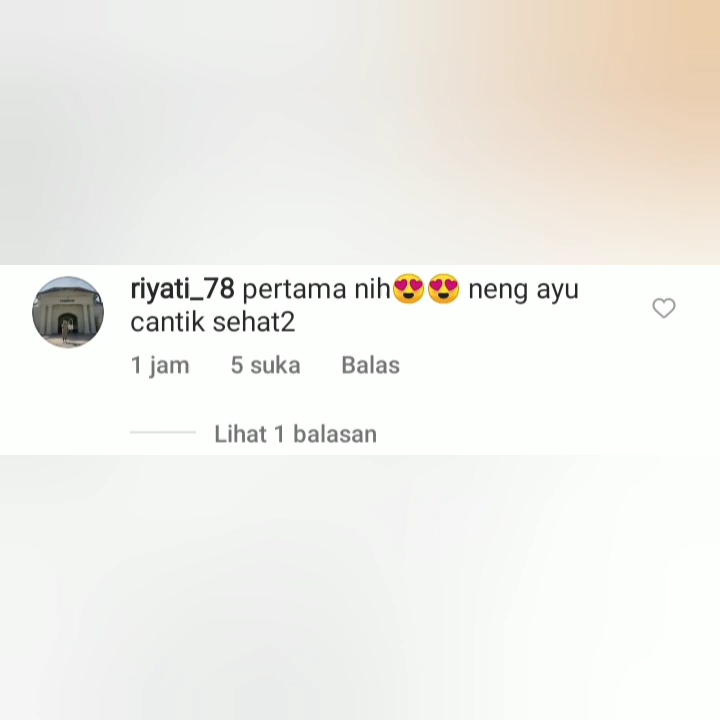 riyati_78 pertama nih😍😍 neng ayu
cantik sehat2
1 jam 5 suka Balas
Lihat 1 balasan